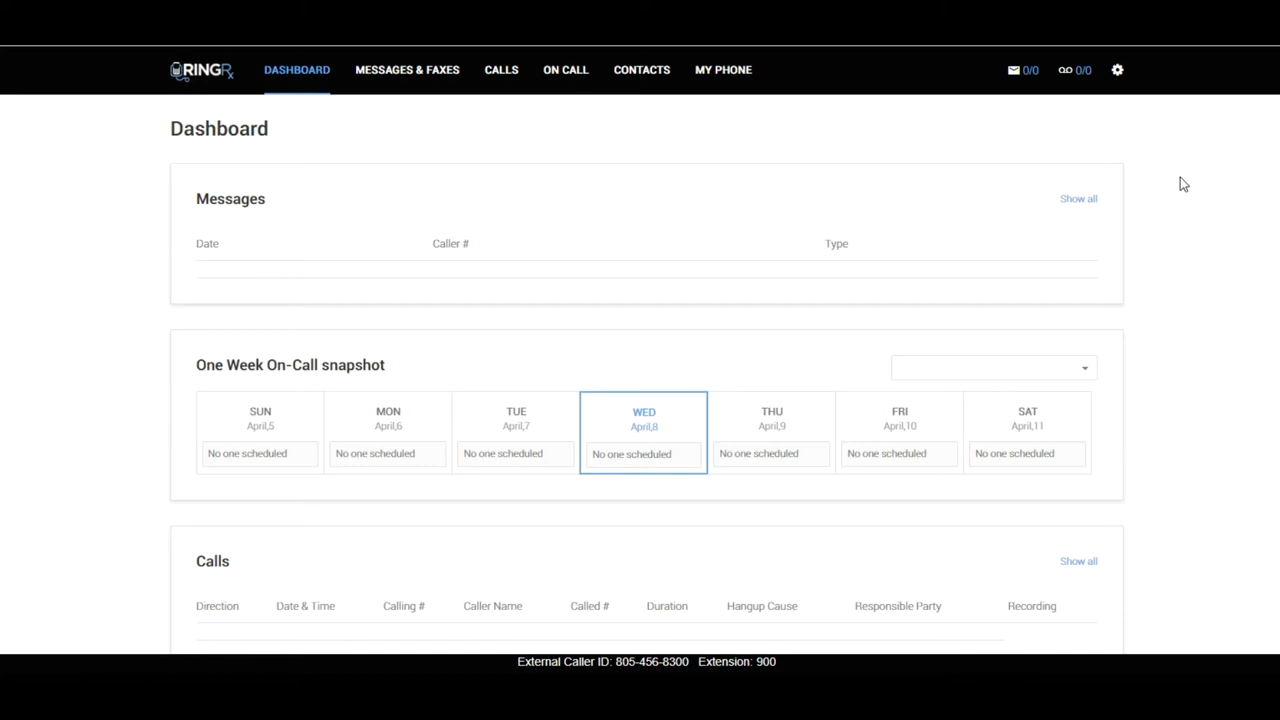 RINGRx DASHBOARD MESSAGES & FAXES CALLS ON CALL CONTACTS MY PHONE 0/0 0/0
Dashboard
Messages Show all
Date Caller # Type
One Week On-Call snapshot
SUN MON TUE WED THU FRI SAT
April,5 April,6 April,7 April,8 April,9 April,10 April,11
No one scheduled No one scheduled No one scheduled No one scheduled No one scheduled No one scheduled No one scheduled
Calls Show all
Direction Date & Time Calling # Caller Name Called # Duration Hangup Cause Responsible Party Recording
External Caller ID: 805-456-8300 Extension: 900